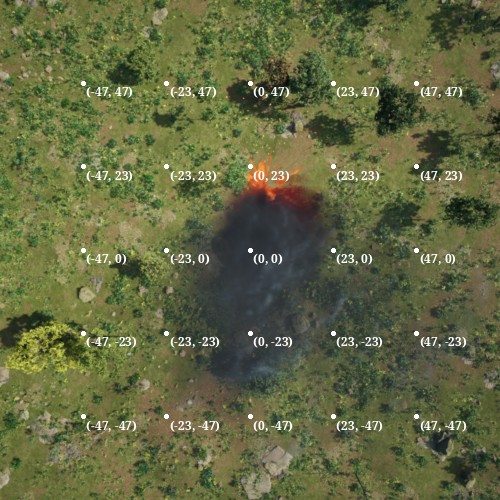 (-47, 47) (-23, 47) (0, 47) (23, 47) (47, 47)
(-47, 23) (-23, 23) (0, 23) (23, 23) (47, 23)
(-47, 0) (-23, 0) (0, 0) (23, 0) (47, 0)
(-47, -23) (-23, -23) (0, -23) (23, -23) (47, -23)
(-47, -47) (-23, -47) (0, -47) (23, -47) (47, -47)